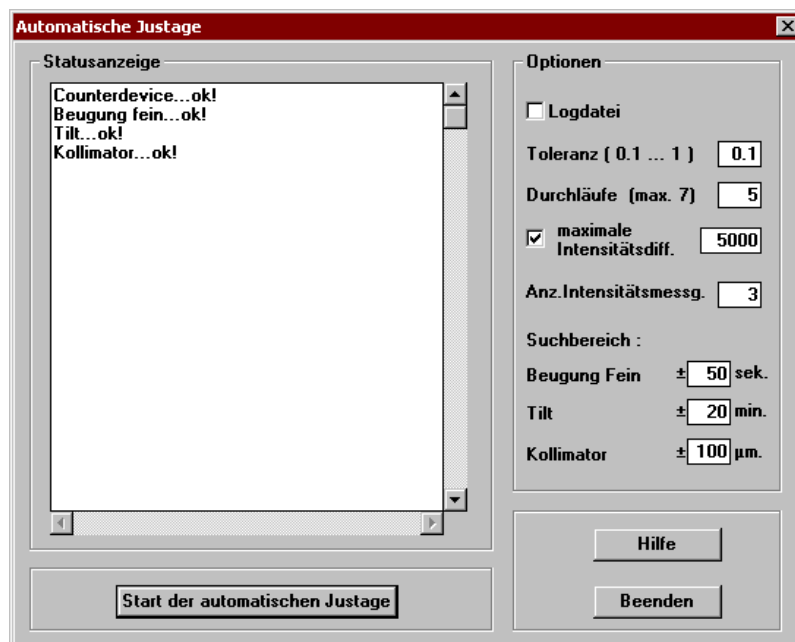 Automatische Justage
Statusanzeige
Counterdevice...ok!
Beugung fein...ok!
Tilt...ok!
Kollimator...ok!
Start der automatischen Justage
Optionen
Logdatei
Toleranz ( 0.1 ... 1 ) 0.1
Durchläufe (max. 7) 5
maximale
Intensitätsdiff. 5000
Anz.Intensitätsmessg. 3
Suchbereich :
Beugung Fein ± 50 sek.
Tilt ± 20 min.
Kollimator ± 100 µm.
Hilfe
Beenden